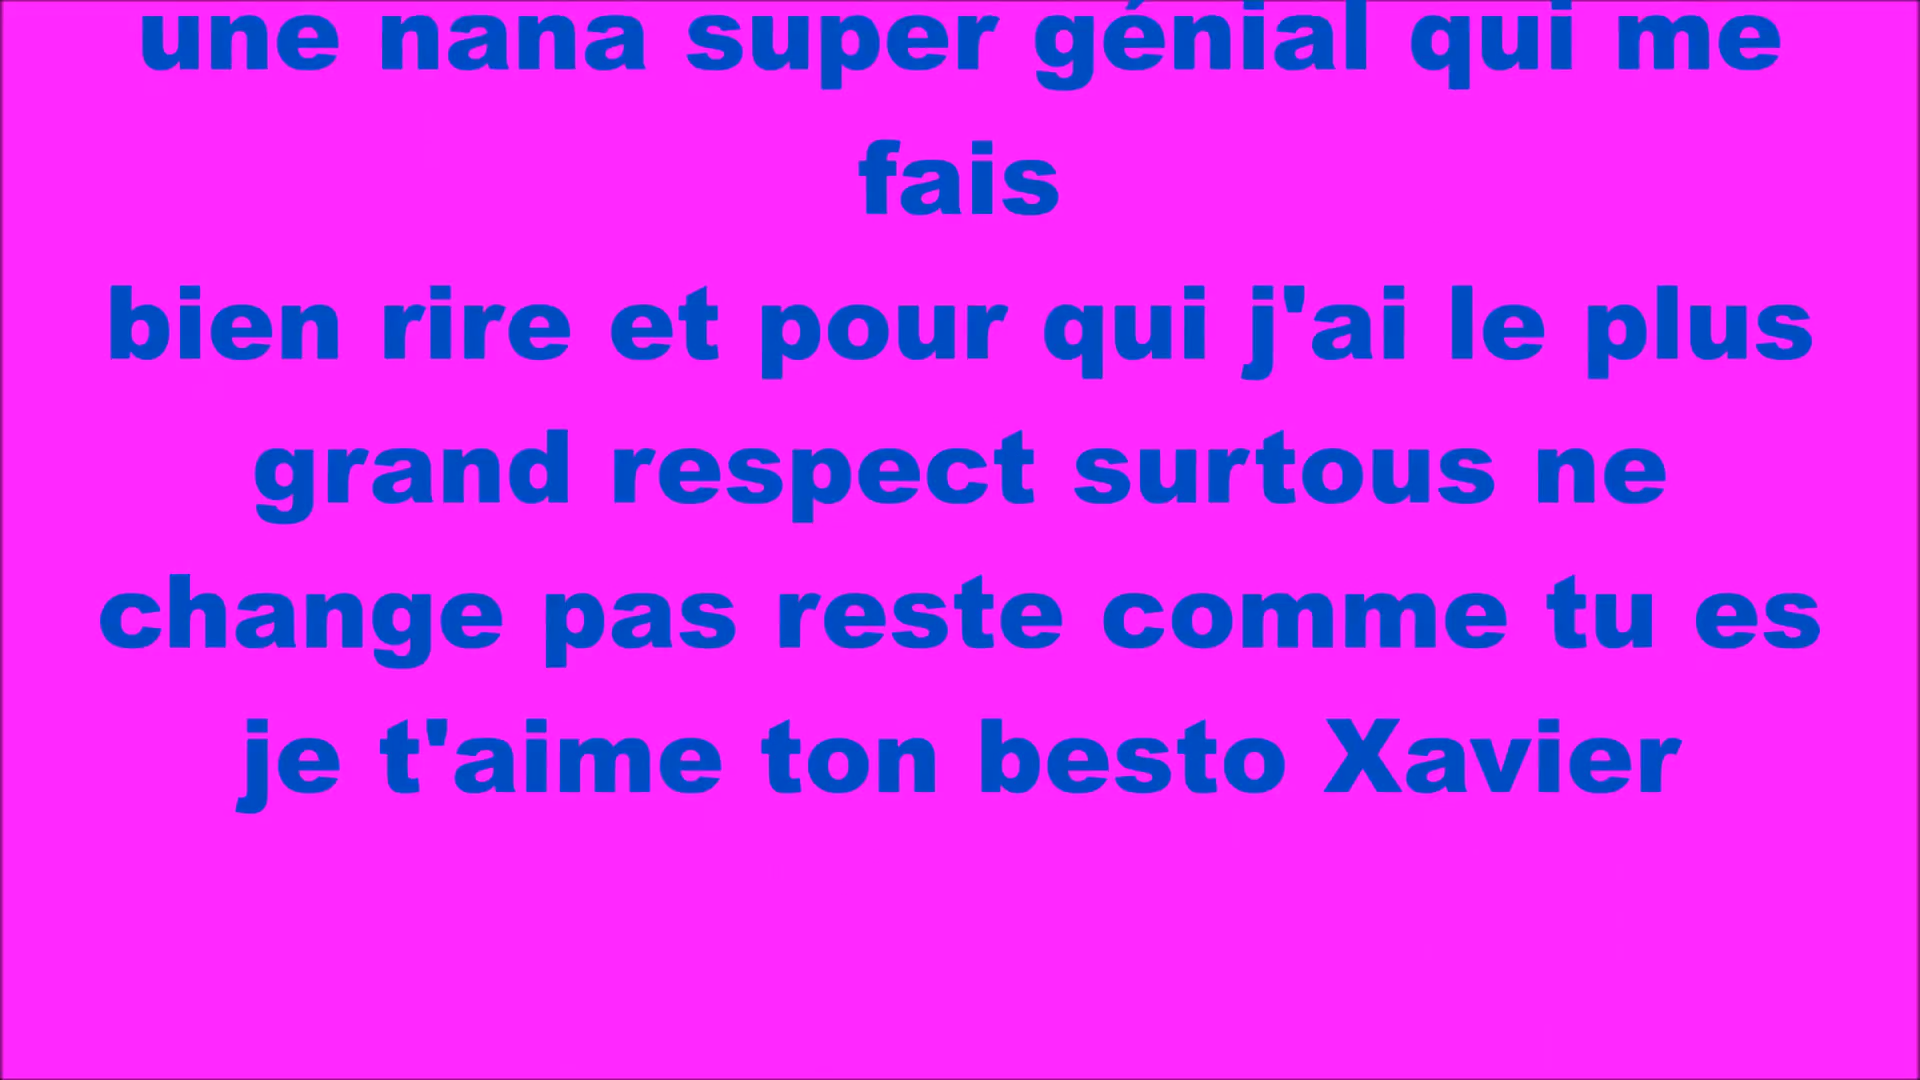 une nana super génial qui me
fais
bien rire et pour qui j'ai le plus
grand respect surtous ne
change pas reste comme tu es
je t'aime ton besto Xavier